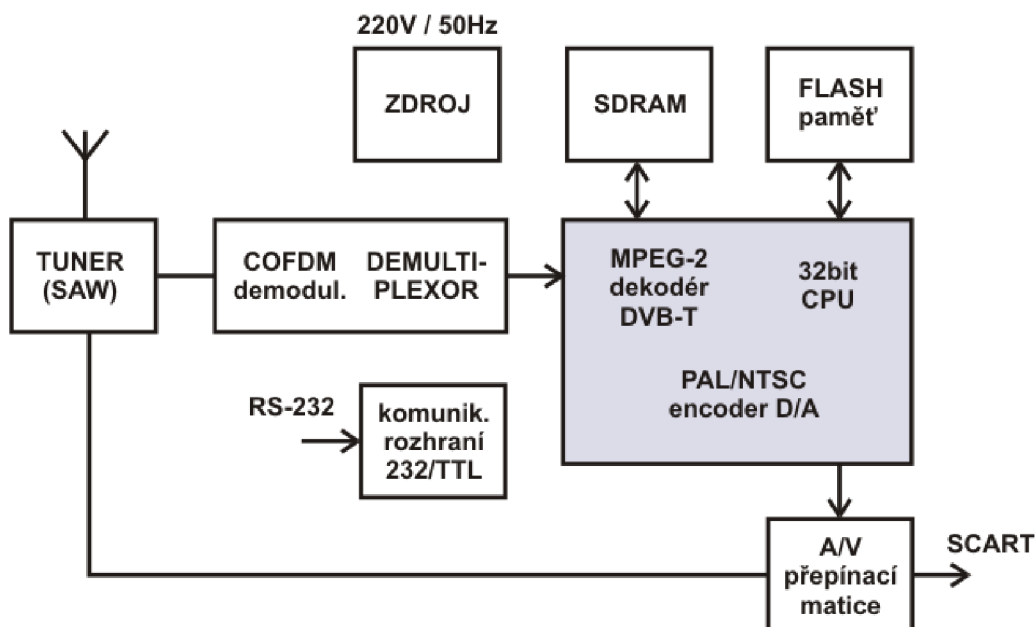 220V / 50Hz
ZDROJ
SDRAM
FLASH
paměť
TUNER
(SAW)
COFDM
demodul.
DEMULTI-
PLEXOR
MPEG-2
dekodér
DVB-T
32bit
CPU
PAL/NTSC
encoder D/A
RS-232
komunik.
rozhraní
232/TTL
A/V
přepínací
matice
SCART